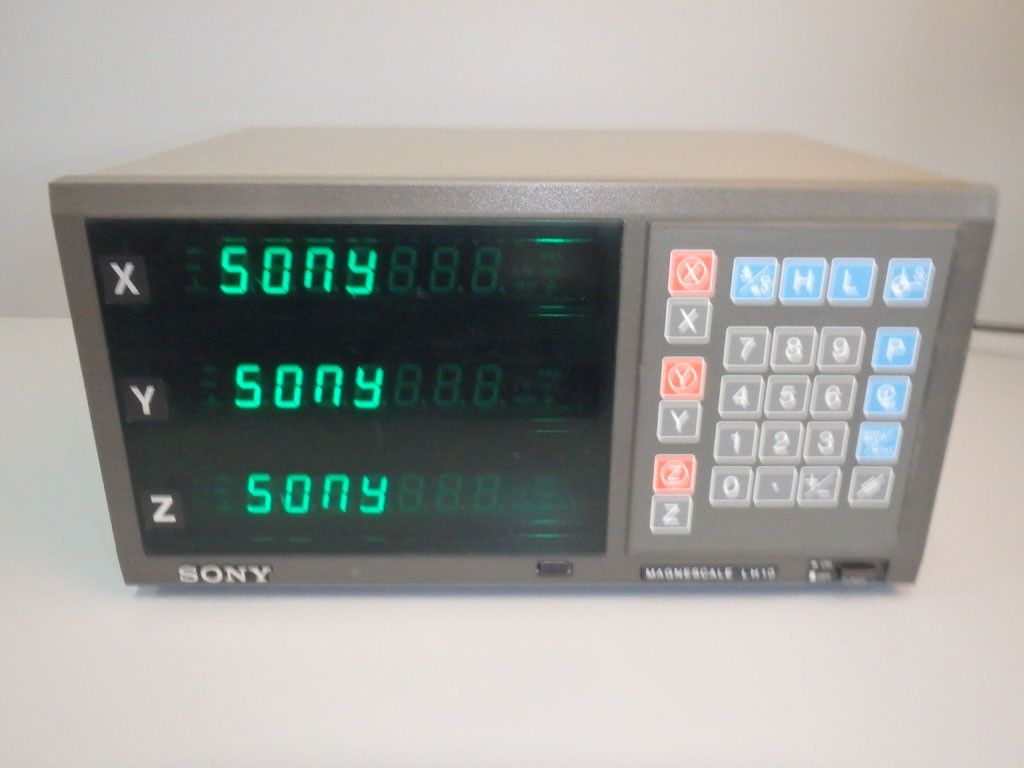 X SONY
Y SONY
Z SONY
SONY
MAGNESCALE LH10
X H L
X
7 8 9 P
Y
4 5 6
Y
1 2 3
Z
0 .
Z